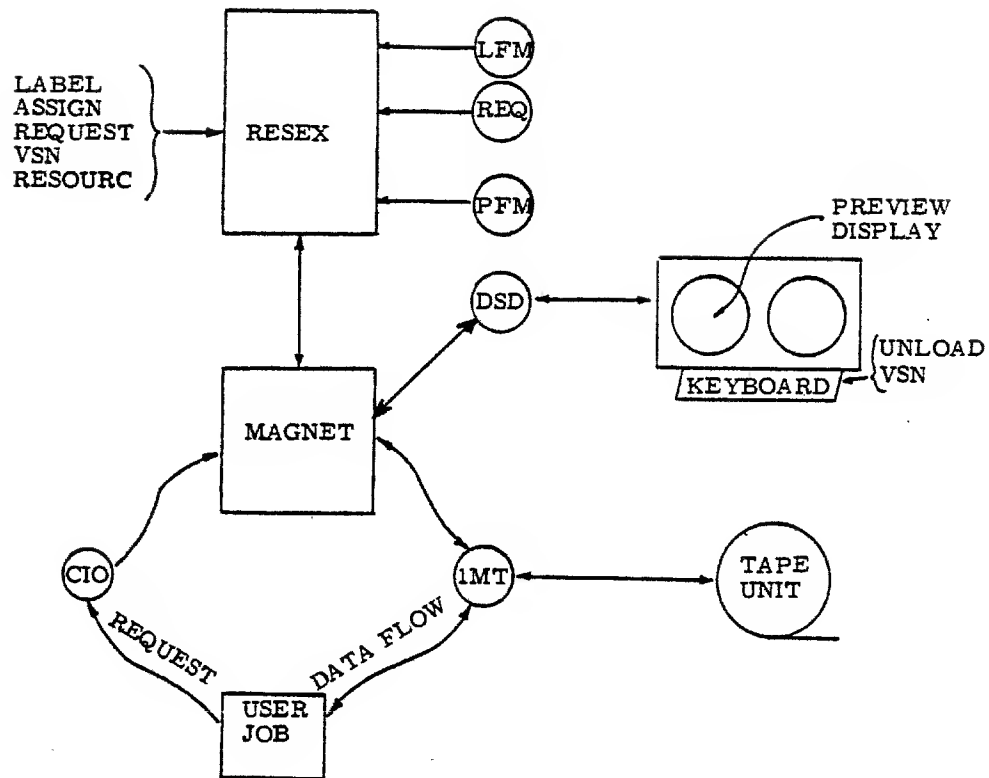 LABEL
ASSIGN
REQUEST
VSN
RESOURC
RESEX
LFM
REQ
PFM
PREVIEW
DISPLAY
DSD
UNLOAD
VSN
KEYBOARD
MAGNET
CIO
1MT
TAPE
UNIT
REQUEST
DATA FLOW
USER
JOB